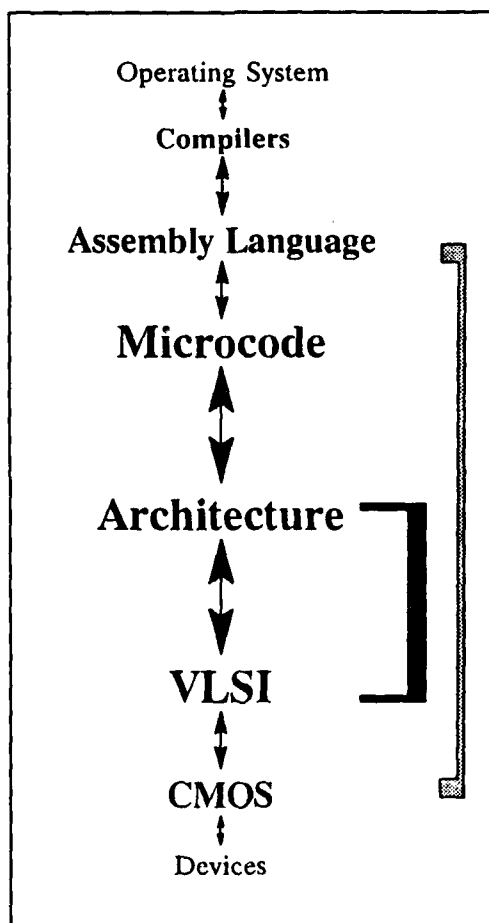 Operating System
Compilers
Assembly Language
Microcode
Architecture
VLSI
CMOS
Devices